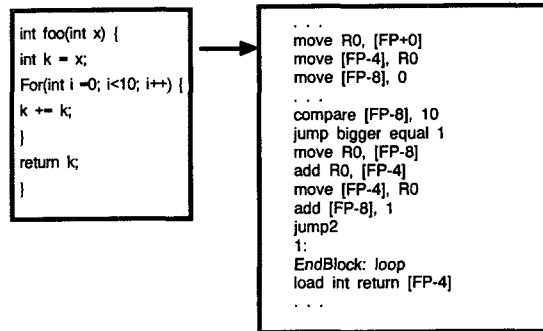 int foo(int x) {
int k = x;
For(int i =0; i<10; i++) {
k += k;
}
return k;
}
. . .
move R0, [FP+0]
move [FP-4], R0
move [FP-8], 0
. . .
compare [FP-8], 10
jump bigger equal 1
move R0, [FP-8]
add R0, [FP-4]
move [FP-4], R0
add [FP-8], 1
jump2
1:
EndBlock: loop
load int return [FP-4]
. . .